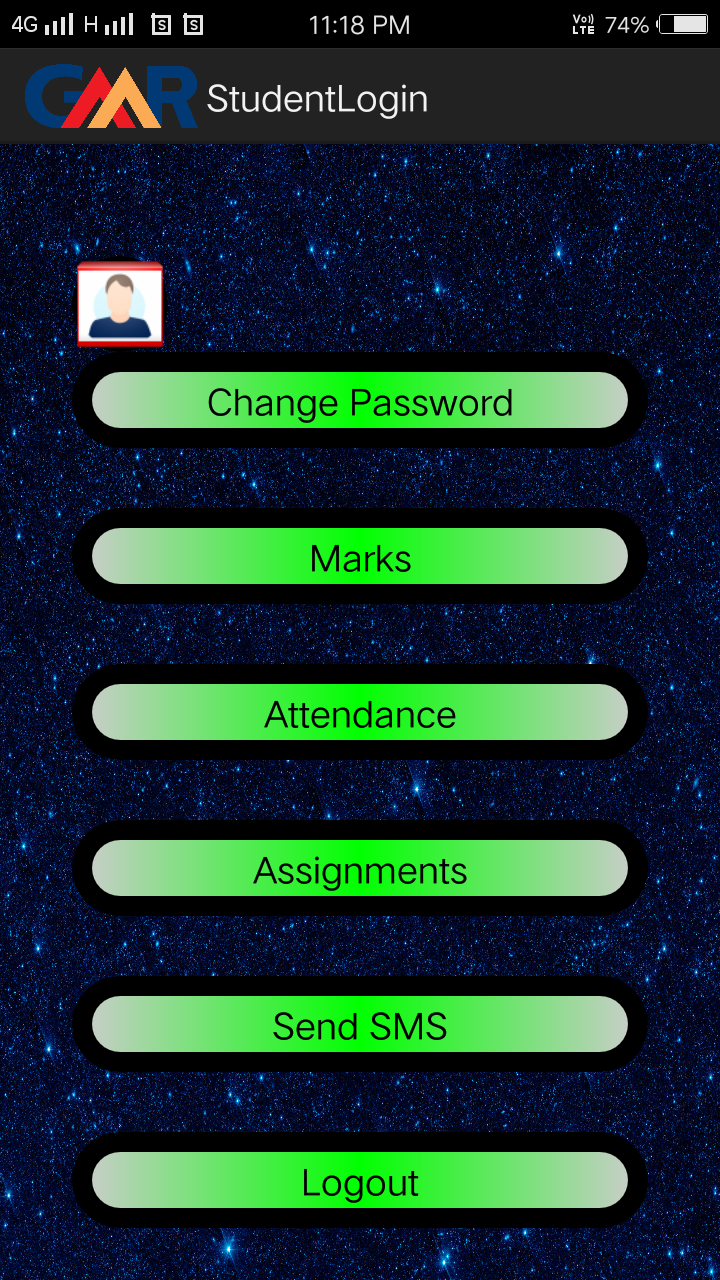 4G H S S 11:18 PM Vo) LTE 74%
GMR StudentLogin
Change Password
Marks
Attendance
Assignments
Send SMS
Logout